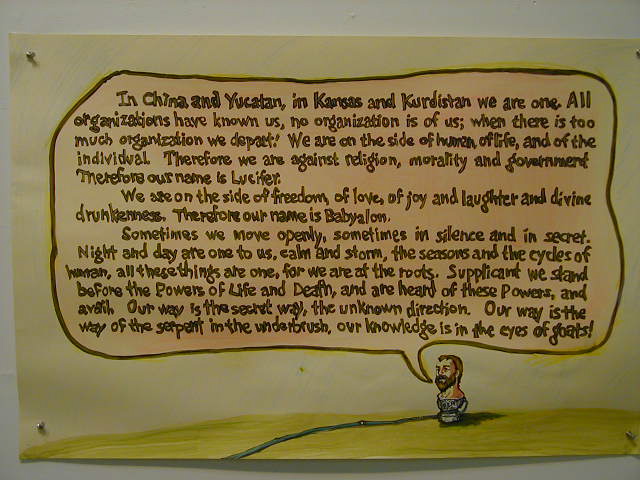 In China and Yucatan, in Kansas and Kurdistan we are one. All
organizations have known us, no organization is of us; when there is too
much organization we depart. We are on the side of human, of life, and of the
individual. Therefore we are against religion, morality and government.
Therefore our name is Lucifer.
We are on the side of freedom, of love, of joy and laughter and divine
drunkenness. Therefore our name is Babyalon.
Sometimes we move openly, sometimes in silence and in secret.
Night and day are one to us, calm and storm, the seasons and the cycles of
human, all these things are one, for we are at the roots. Supplicant we stand
before the Powers of Life and Death, and are heard of these Powers, and
avail. Our way is the secret way, the unknown direction. Our way is the
way of the serpent in the underbrush, our knowledge is in the eyes of goats!